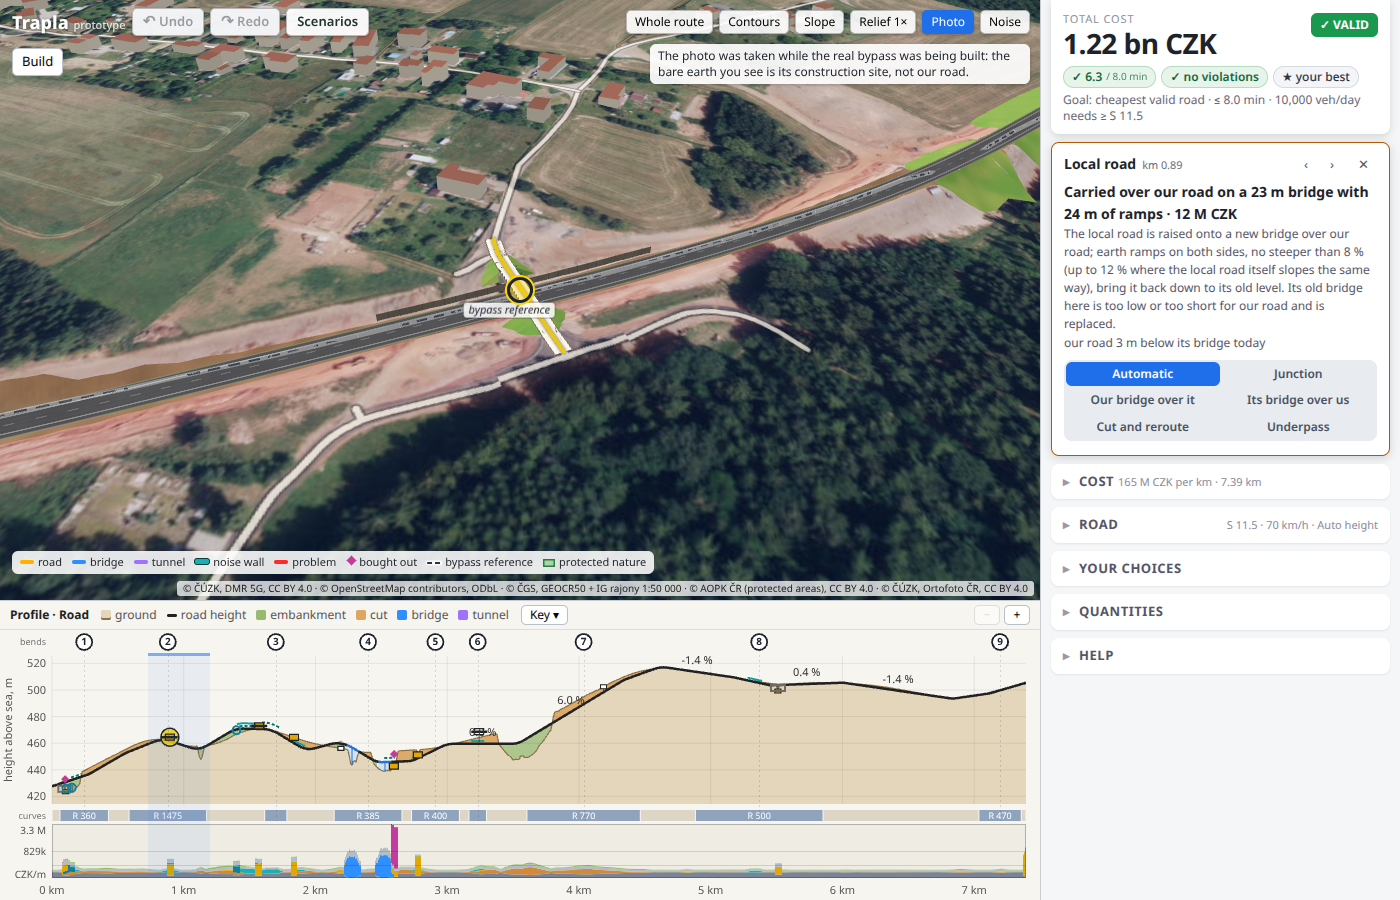 Trapla prototype
↶ Undo
↷ Redo
Scenarios
Whole route
Contours
Slope
Relief 1×
Photo
Noise
Build
The photo was taken while the real bypass was being built: the
bare earth you see is its construction site, not our road.
bypass reference
road
bridge
tunnel
noise wall
problem
bought out
bypass reference
protected nature
© ČÚZK, DMR 5G, CC BY 4.0 · © OpenStreetMap contributors, ODbL · © ČGS, GEOCR50 + IG rajony 1:50 000 · © AOPK ČR (protected areas), CC BY 4.0 · © ČÚZK, Ortofoto ČR, CC BY 4.0
TOTAL COST
1.22 bn CZK
✓ VALID
✓ 6.3 / 8.0 min
✓ no violations
★ your best
Goal: cheapest valid road · ≤ 8.0 min · 10,000 veh/day
needs ≥ S 11.5
Local road km 0.89
‹ › ✕
Carried over our road on a 23 m bridge with
24 m of ramps · 12 M CZK
The local road is raised onto a new bridge over our
road; earth ramps on both sides, no steeper than 8 %
(up to 12 % where the local road itself slopes the same
way), bring it back down to its old level. Its old bridge
here is too low or too short for our road and is
replaced.
our road 3 m below its bridge today
Automatic
Junction
Our bridge over it
Its bridge over us
Cut and reroute
Underpass
▶ COST 165 M CZK per km · 7.39 km
▶ ROAD S 11.5 · 70 km/h · Auto height
▶ YOUR CHOICES
▶ QUANTITIES
▶ HELP
Profile · Road
ground
road height
embankment
cut
bridge
tunnel
Key ▾
− +
bends 1 2 3 4 5 6 7 8 9
height above sea, m
520
500
480
460
440
420
6.0 %
-1.4 %
0.4 %
-1.4 %
curves R 360 R 1475 R 385 R 400 R 770 R 500 R 470
3.3 M
829k
CZK/m
0 km 1 km 2 km 3 km 4 km 5 km 6 km 7 km